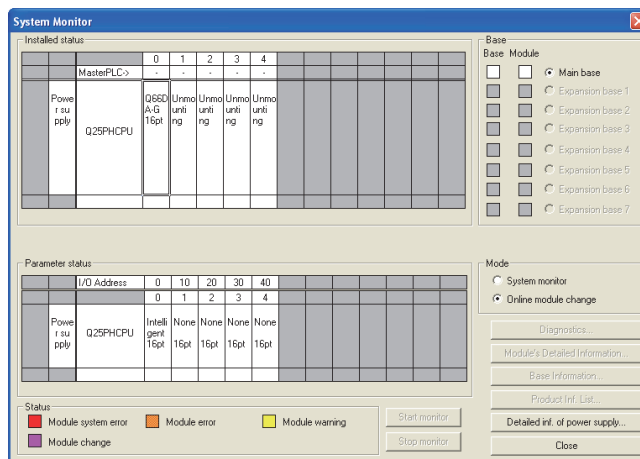 System Monitor
Installed status
0 1 2 3 4
MasterPLC-> - - - - -
Powe
r su
pply
Q25PHCPU
Q66D
A-G
16pt
Unmo
unti
ng
Unmo
unti
ng
Unmo
unti
ng
Unmo
unti
ng
Base
Base Module
Main base
Expansion base 1
Expansion base 2
Expansion base 3
Expansion base 4
Expansion base 5
Expansion base 6
Expansion base 7
Parameter status
I/O Address 0 10 20 30 40
0 1 2 3 4
Powe
r su
pply
Q25PHCPU
Intelli
gent
16pt
None
16pt
None
16pt
None
16pt
None
16pt
Mode
System monitor
Online module change
Diagnostics...
Module's Detailed Information...
Base Information...
Product Inf. List...
Detailed inf. of power supply...
Close
Status
Module system error
Module error
Module warning
Module change
Start monitor
Stop monitor